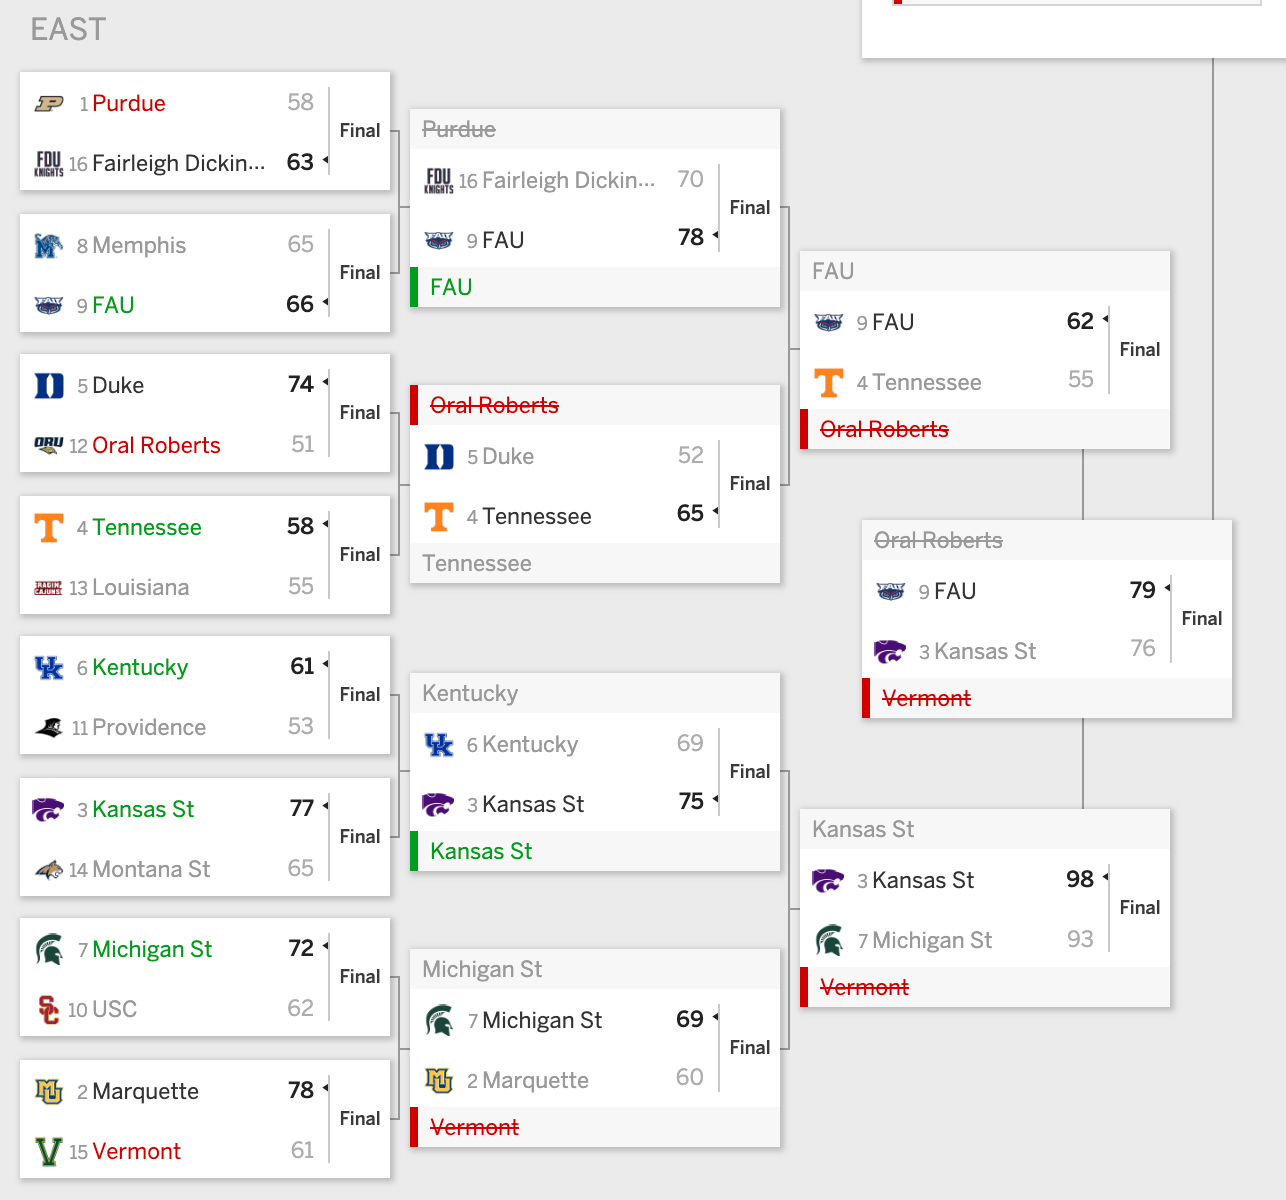 EAST
1 Purdue 58
Final
FDU KNIGHTS 16 Fairleigh Dickin... 63
8 Memphis 65
Final
9 FAU 66
5 Duke 74
Final
ORU 12 Oral Roberts 51
4 Tennessee 58
Final
RAGIN CAJUNS 13 Louisiana 55
6 Kentucky 61
Final
11 Providence 53
3 Kansas St 77
Final
14 Montana St 65
7 Michigan St 72
Final
10 USC 62
2 Marquette 78
Final
15 Vermont 61
Purdue
FDU KNIGHTS 16 Fairleigh Dickin... 70
Final
9 FAU 78
FAU
Oral Roberts
5 Duke 52
Final
4 Tennessee 65
Tennessee
Kentucky
6 Kentucky 69
Final
3 Kansas St 75
Kansas St
Michigan St
7 Michigan St 69
Final
2 Marquette 60
Vermont
FAU
9 FAU 62
Final
4 Tennessee 55
Oral Roberts
Oral Roberts
9 FAU 79
Final
3 Kansas St 76
Vermont
Kansas St
3 Kansas St 98
Final
7 Michigan St 93
Vermont